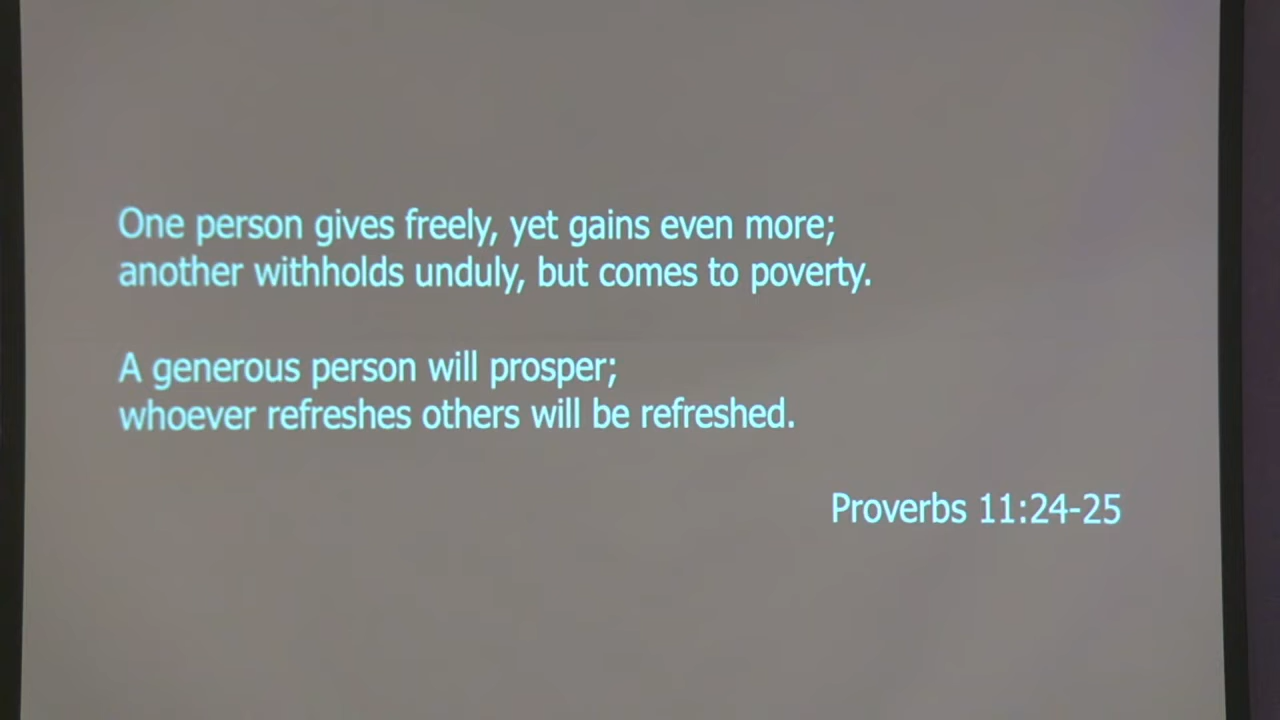 One person gives freely, yet gains even more;
another withholds unduly, but comes to poverty.
A generous person will prosper;
whoever refreshes others will be refreshed.
Proverbs 11:24-25